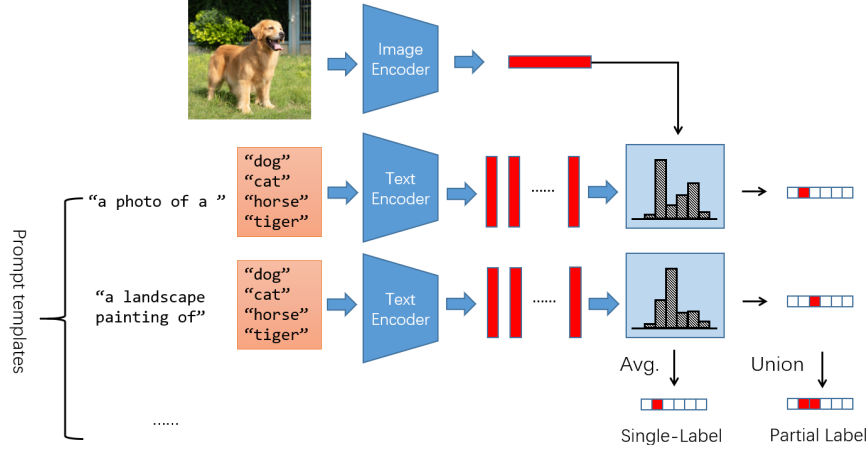 Image
Encoder
Prompt templates
“a photo of a ”
“dog”
“cat”
“horse”
“tiger”
Text
Encoder
......
“a landscape
painting of”
“dog”
“cat”
“horse”
“tiger”
Text
Encoder
......
Avg.
Union
......
Single-Label
Partial Label